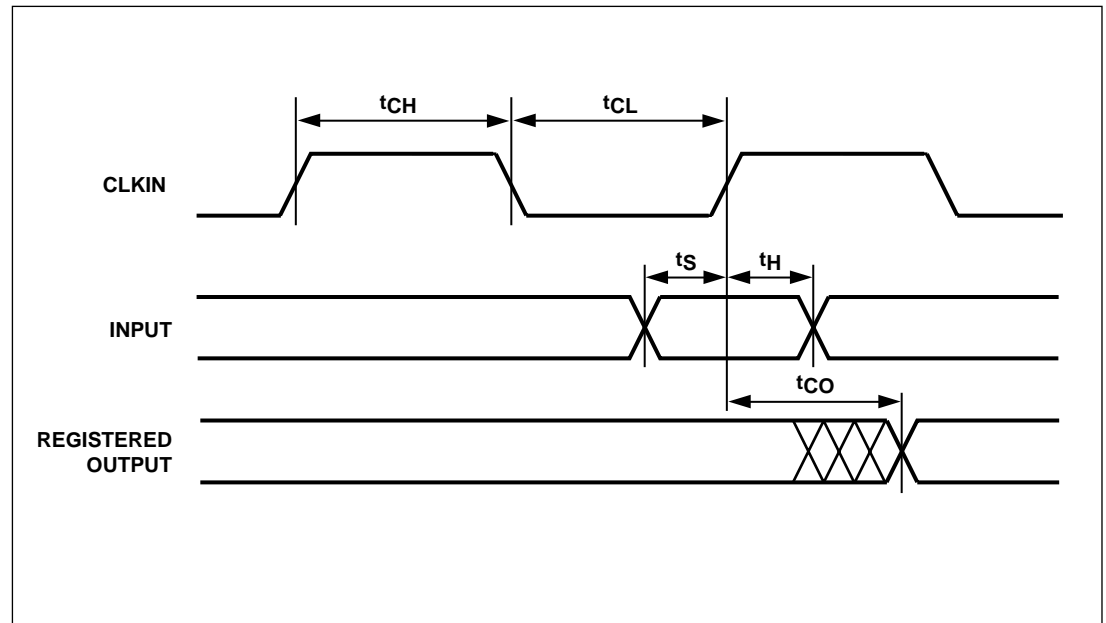 tCH
tCL
CLKIN
tS
tH
INPUT
tCO
REGISTERED
OUTPUT